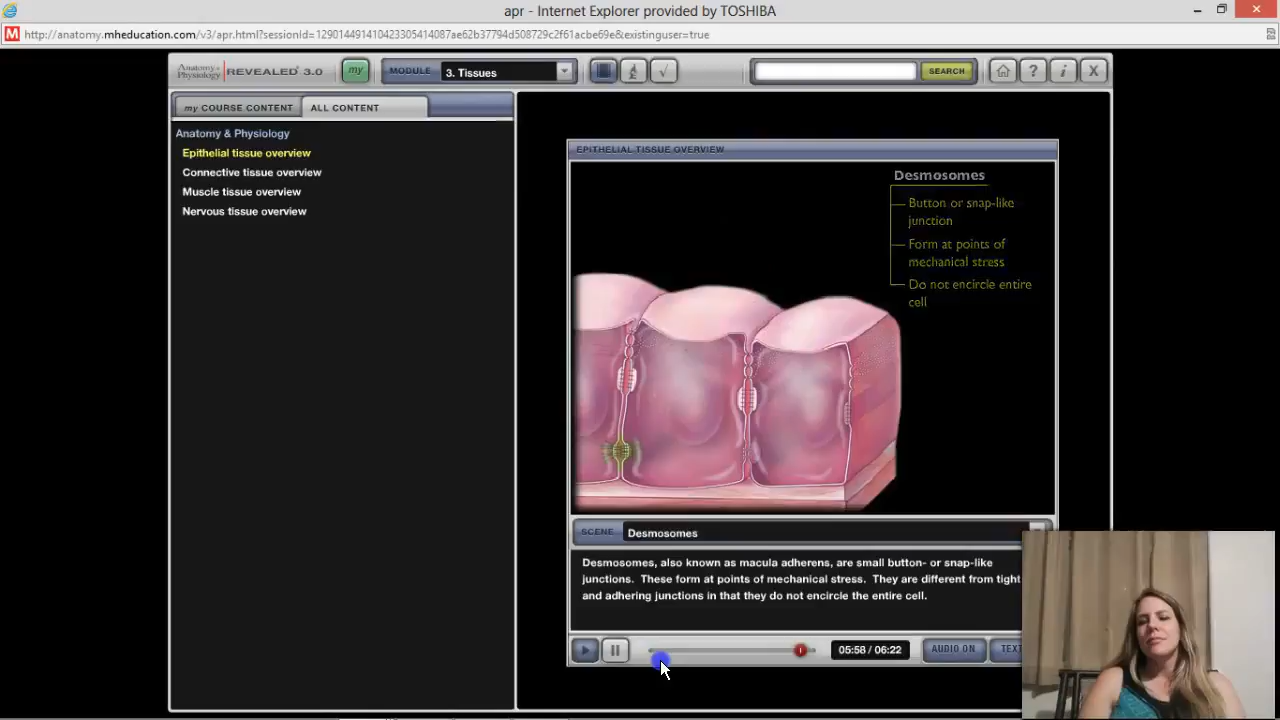 apr - Internet Explorer provided by TOSHIBA
http://anatomy.mheducation.com/v3/apr.html?sessionId=129014491410423305414087ae62b37794d508729c2f61acbe69e&existinguser=true
Anatomy & Physiology REVEALED 3.0 my MODULE 3. Tissues SEARCH ? i X
my COURSE CONTENT ALL CONTENT
Anatomy & Physiology
Epithelial tissue overview
Connective tissue overview
Muscle tissue overview
Nervous tissue overview
EPITHELIAL TISSUE OVERVIEW
Desmosomes
Button or snap-like
junction
Form at points of
mechanical stress
Do not encircle entire
cell
SCENE Desmosomes
Desmosomes, also known as macula adherens, are small button- or snap-like
junctions. These form at points of mechanical stress. They are different from tight
and adhering junctions in that they do not encircle the entire cell.
05:58 / 06:22 AUDIO ON TEXT